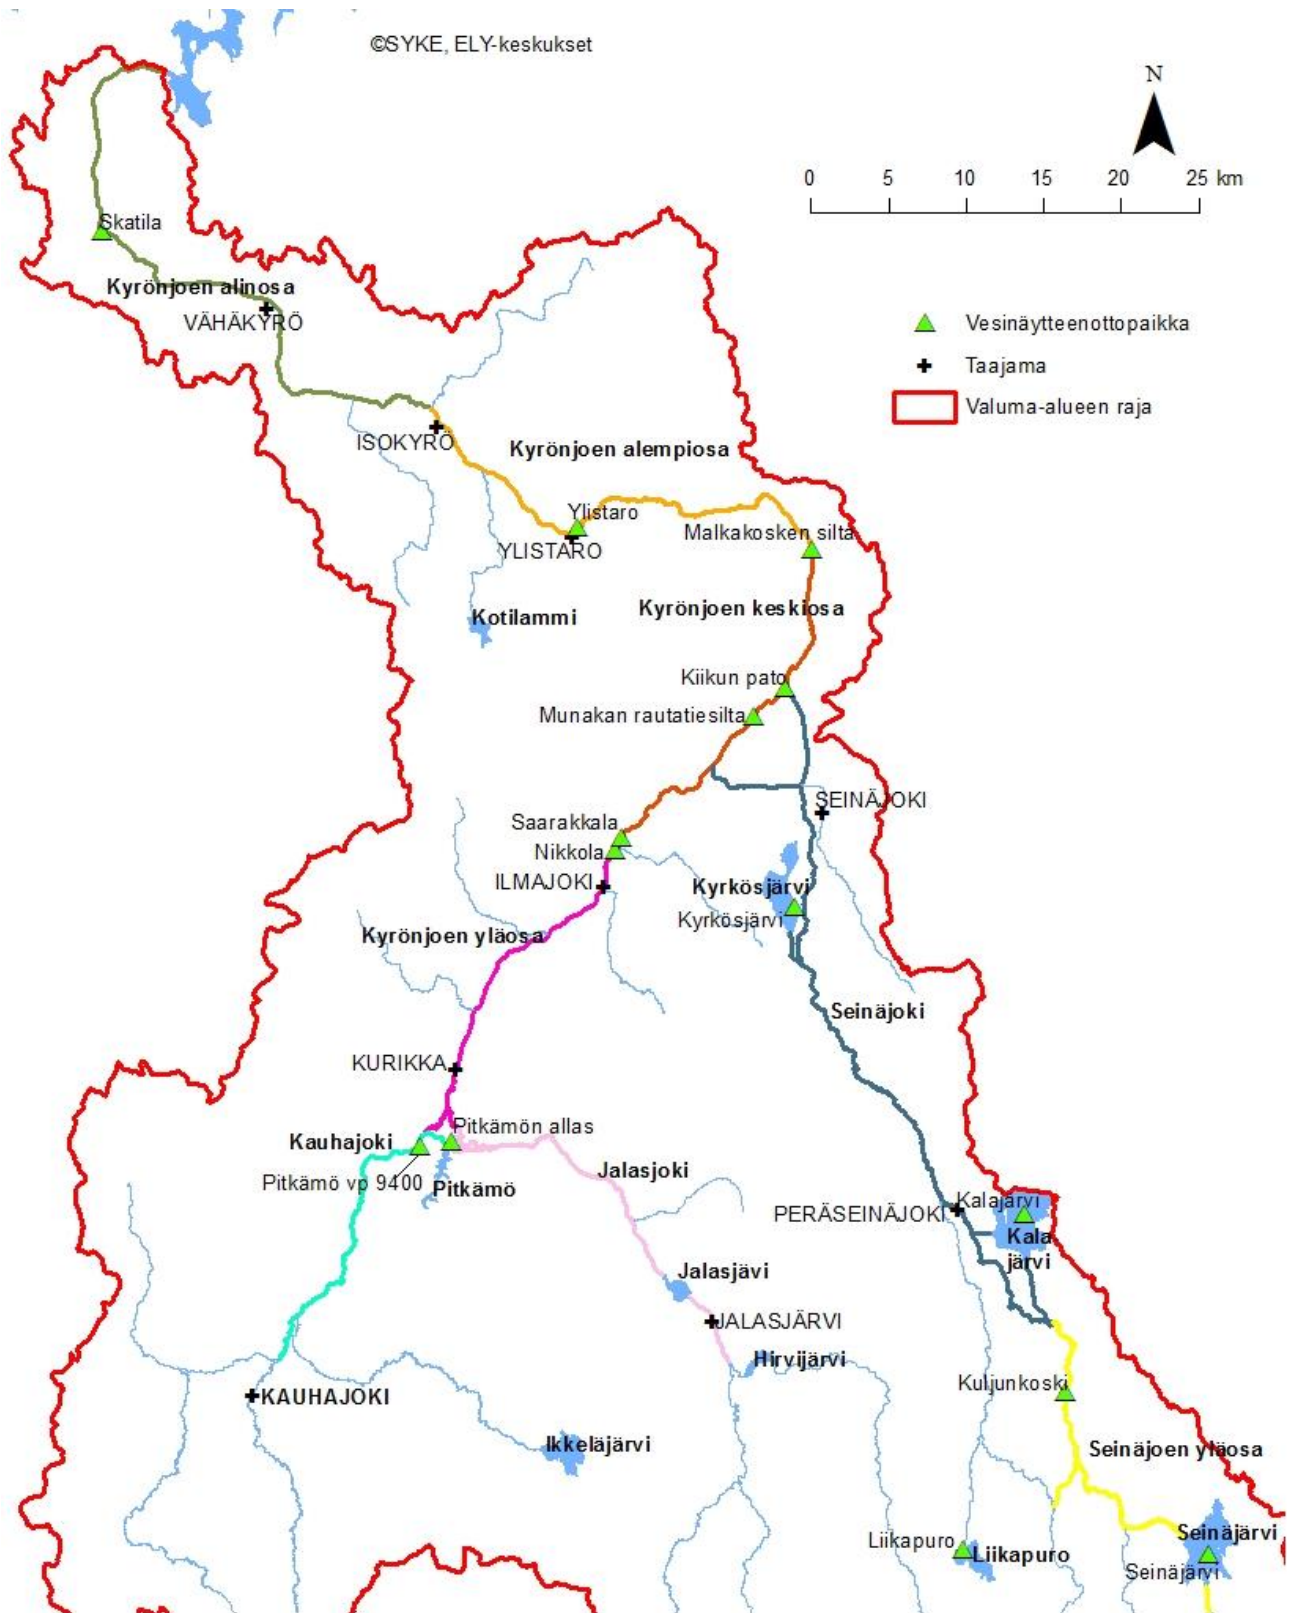 ©SYKE, ELY-keskukset
N
0 5 10 15 20 25 km
Skatila
Kyrönjoen alinosa
VÄHÄKYRÖ
Vesinäytteenottopaikka
Taajama
Valuma-alueen raja
ISOKYRÖ
Kyrönjoen alempiosa
Ylistaro
YLISTARO
Malkakosken silta
Kotilammi
Kyrönjoen keskiosa
Kiikun pato
Munakan rautatiesilta
SEINÄJOKI
Saarakkala
Nikkola
ILMAJOKI
Kyrkösjärvi
Kyrkösjärvi
Kyrönjoen yläosa
Seinäjoki
KURIKKA
Pitkämön allas
Kauhajoki
Pitkämö vp 9400
Pitkämö
Jalasjoki
PERÄSEINÄJOKI
Kalajärvi
Kala
järvi
Jalasjävi
JALASJÄRVI
Hirvijärvi
Kuljunkoski
KAUHAJOKI
Ikkeläjärvi
Seinäjoen yläosa
Liikapuro
Liikapuro
Seinäjärvi
Seinäjärvi